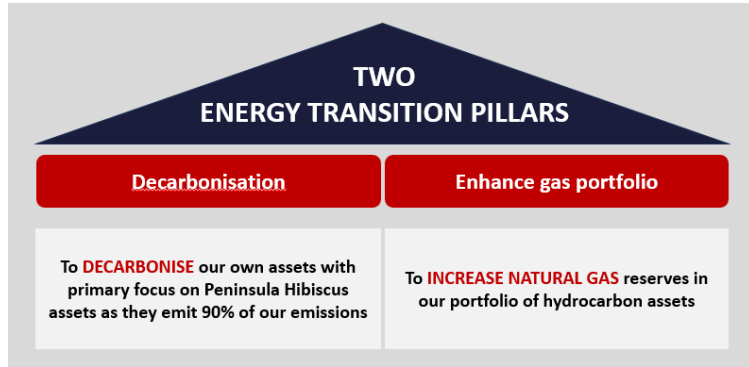 TWO
ENERGY TRANSITION PILLARS
Decarbonisation
Enhance gas portfolio
To DECARBONISE our own assets with
primary focus on Peninsula Hibiscus
assets as they emit 90% of our emissions
To INCREASE NATURAL GAS reserves in
our portfolio of hydrocarbon assets